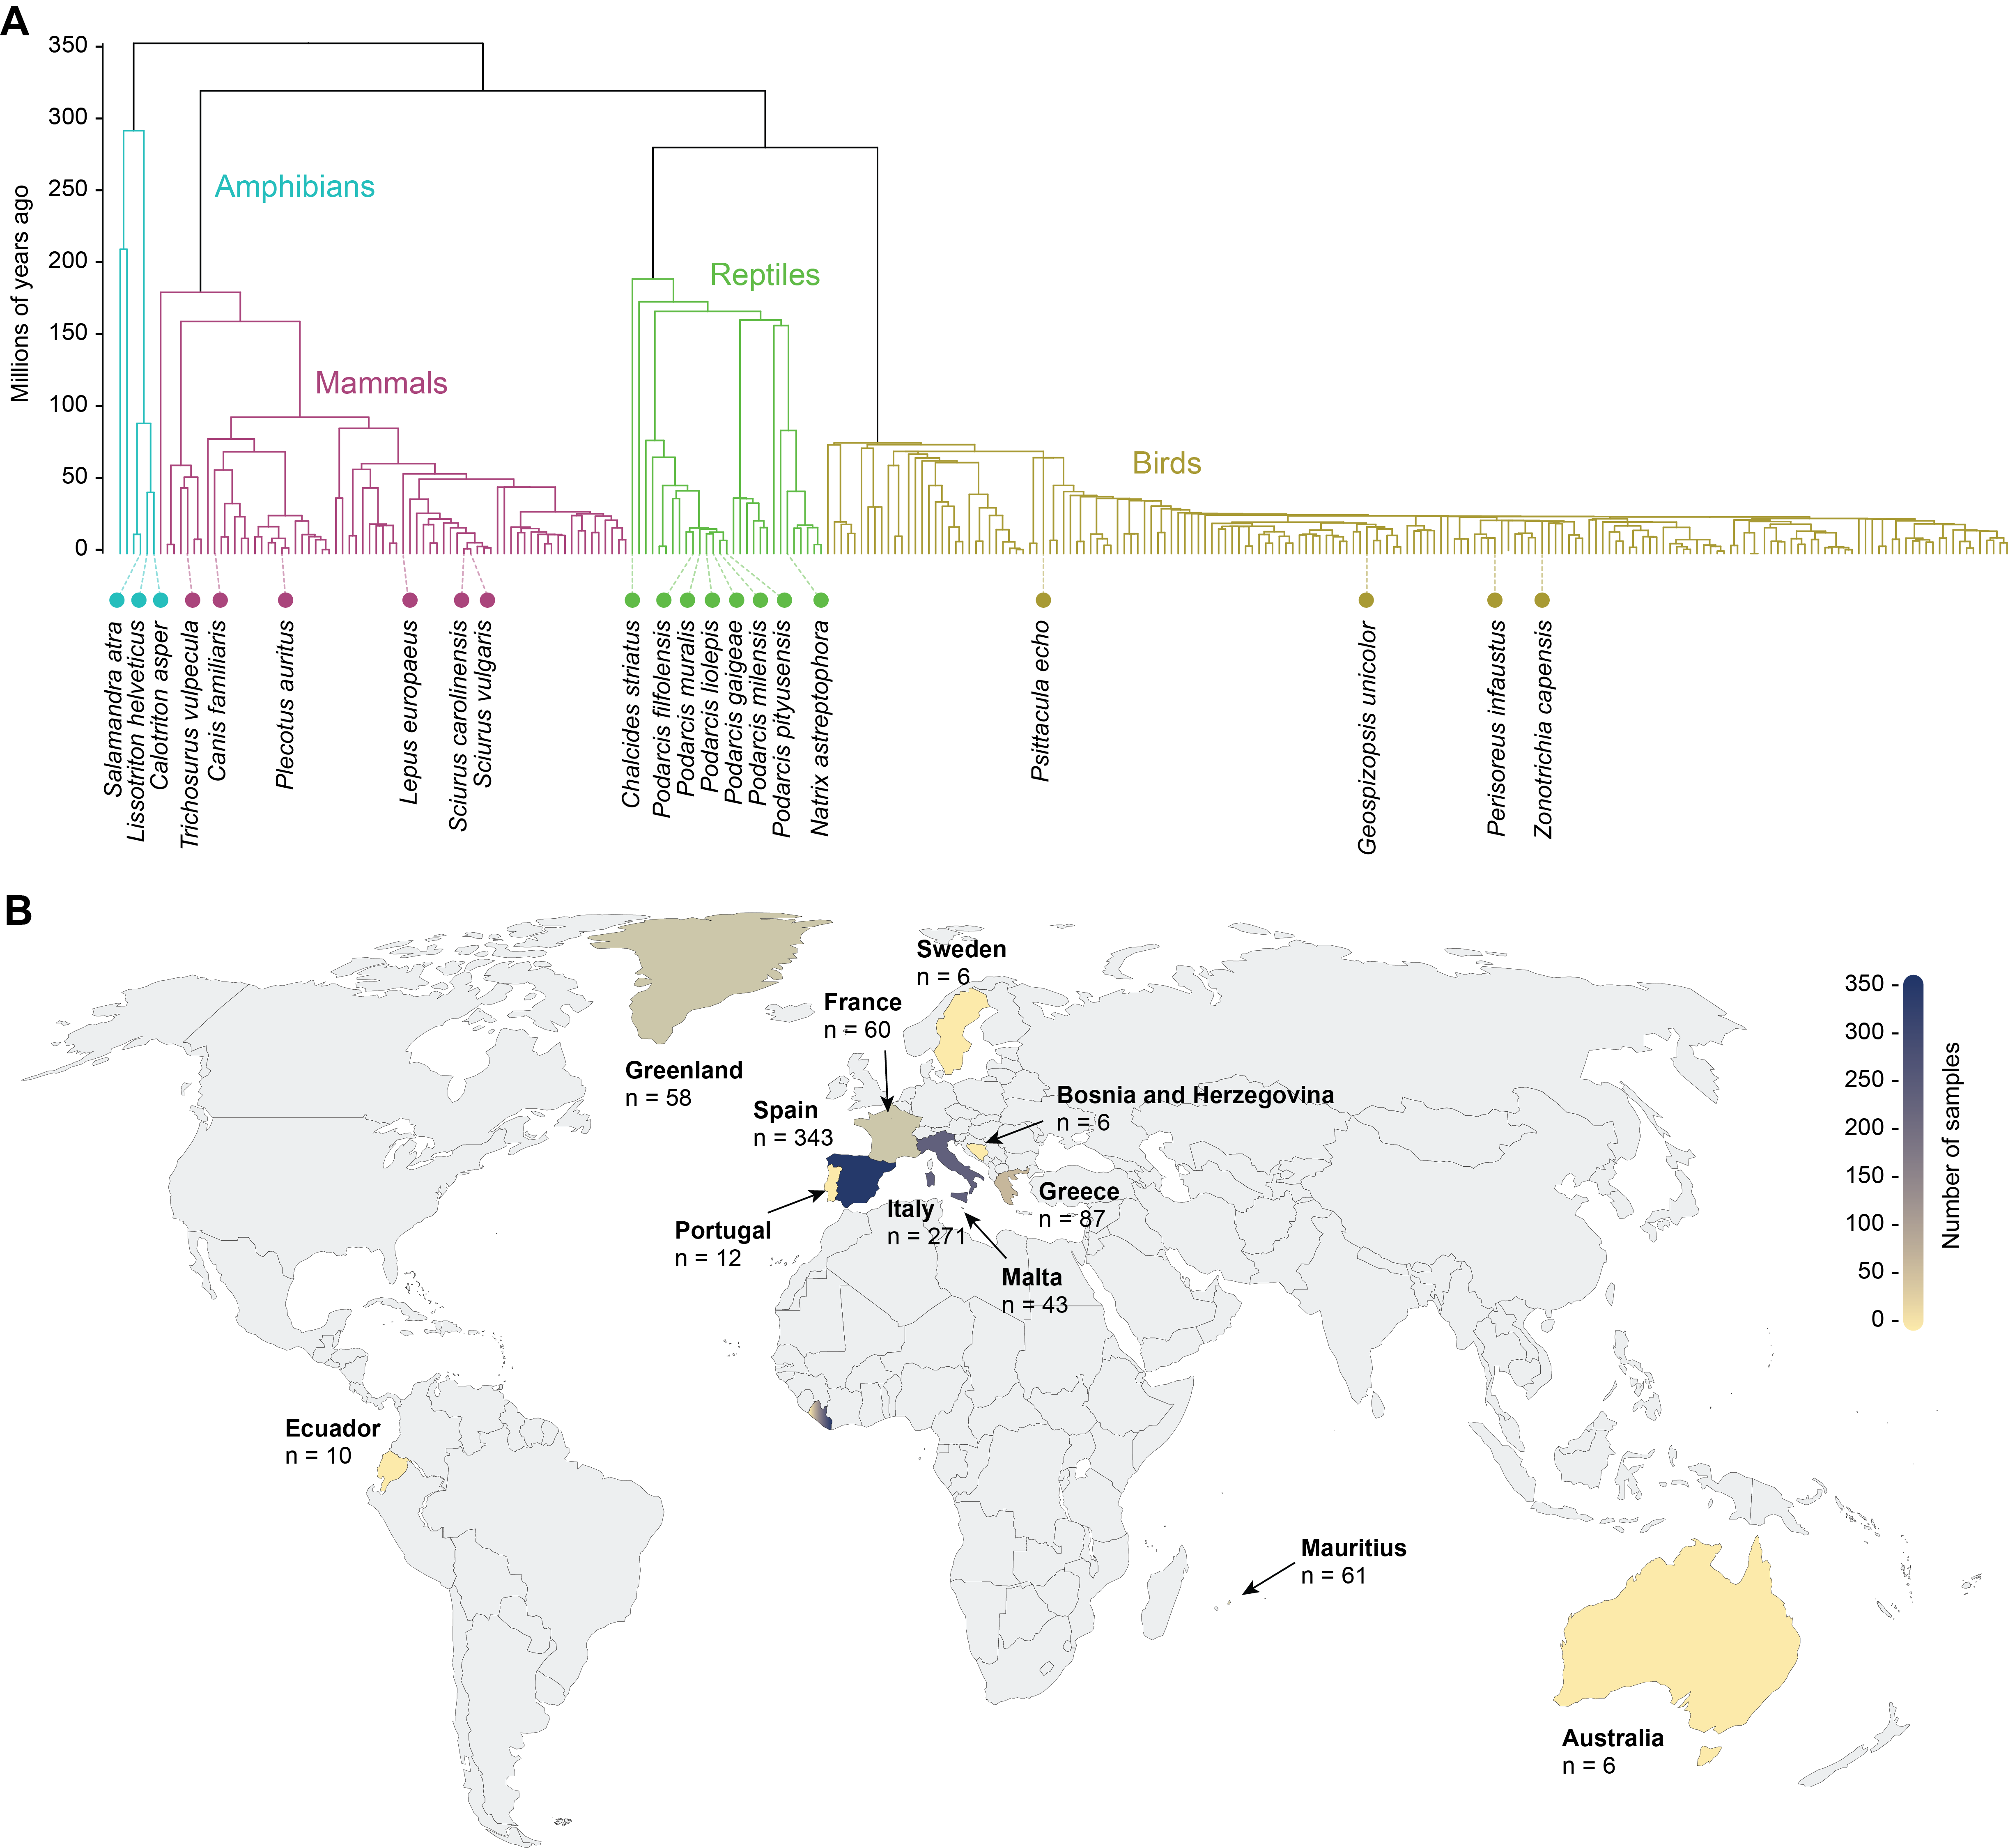 A
350
300
250
200
150
100
50
0
Millions of years ago
Amphibians
Mammals
Reptiles
Birds
Salamandra atra
Lissotriton helveticus
Calotriton asper
Trichosurus vulpecula
Canis familiaris
Plecotus auritus
Lepus europaeus
Sciurus carolinensis
Sciurus vulgaris
Chalcides striatus
Podarcis filfolensis
Podarcis muralis
Podarcis liolepis
Podarcis gaigeae
Podarcis milensis
Podarcis pityusensis
Natrix astreptophora
Psittacula echo
Geospizopsis unicolor
Perisoreus infaustus
Zonotrichia capensis
B
Sweden
n = 6
France
n = 60
Greenland
n = 58
Spain
n = 343
Bosnia and Herzegovina
n = 6
Portugal
n = 12
Italy
n = 271
Greece
n = 87
Malta
n = 43
Ecuador
n = 10
Mauritius
n = 61
Australia
n = 6
350
300
250
200
150
100
50
0
Number of samples